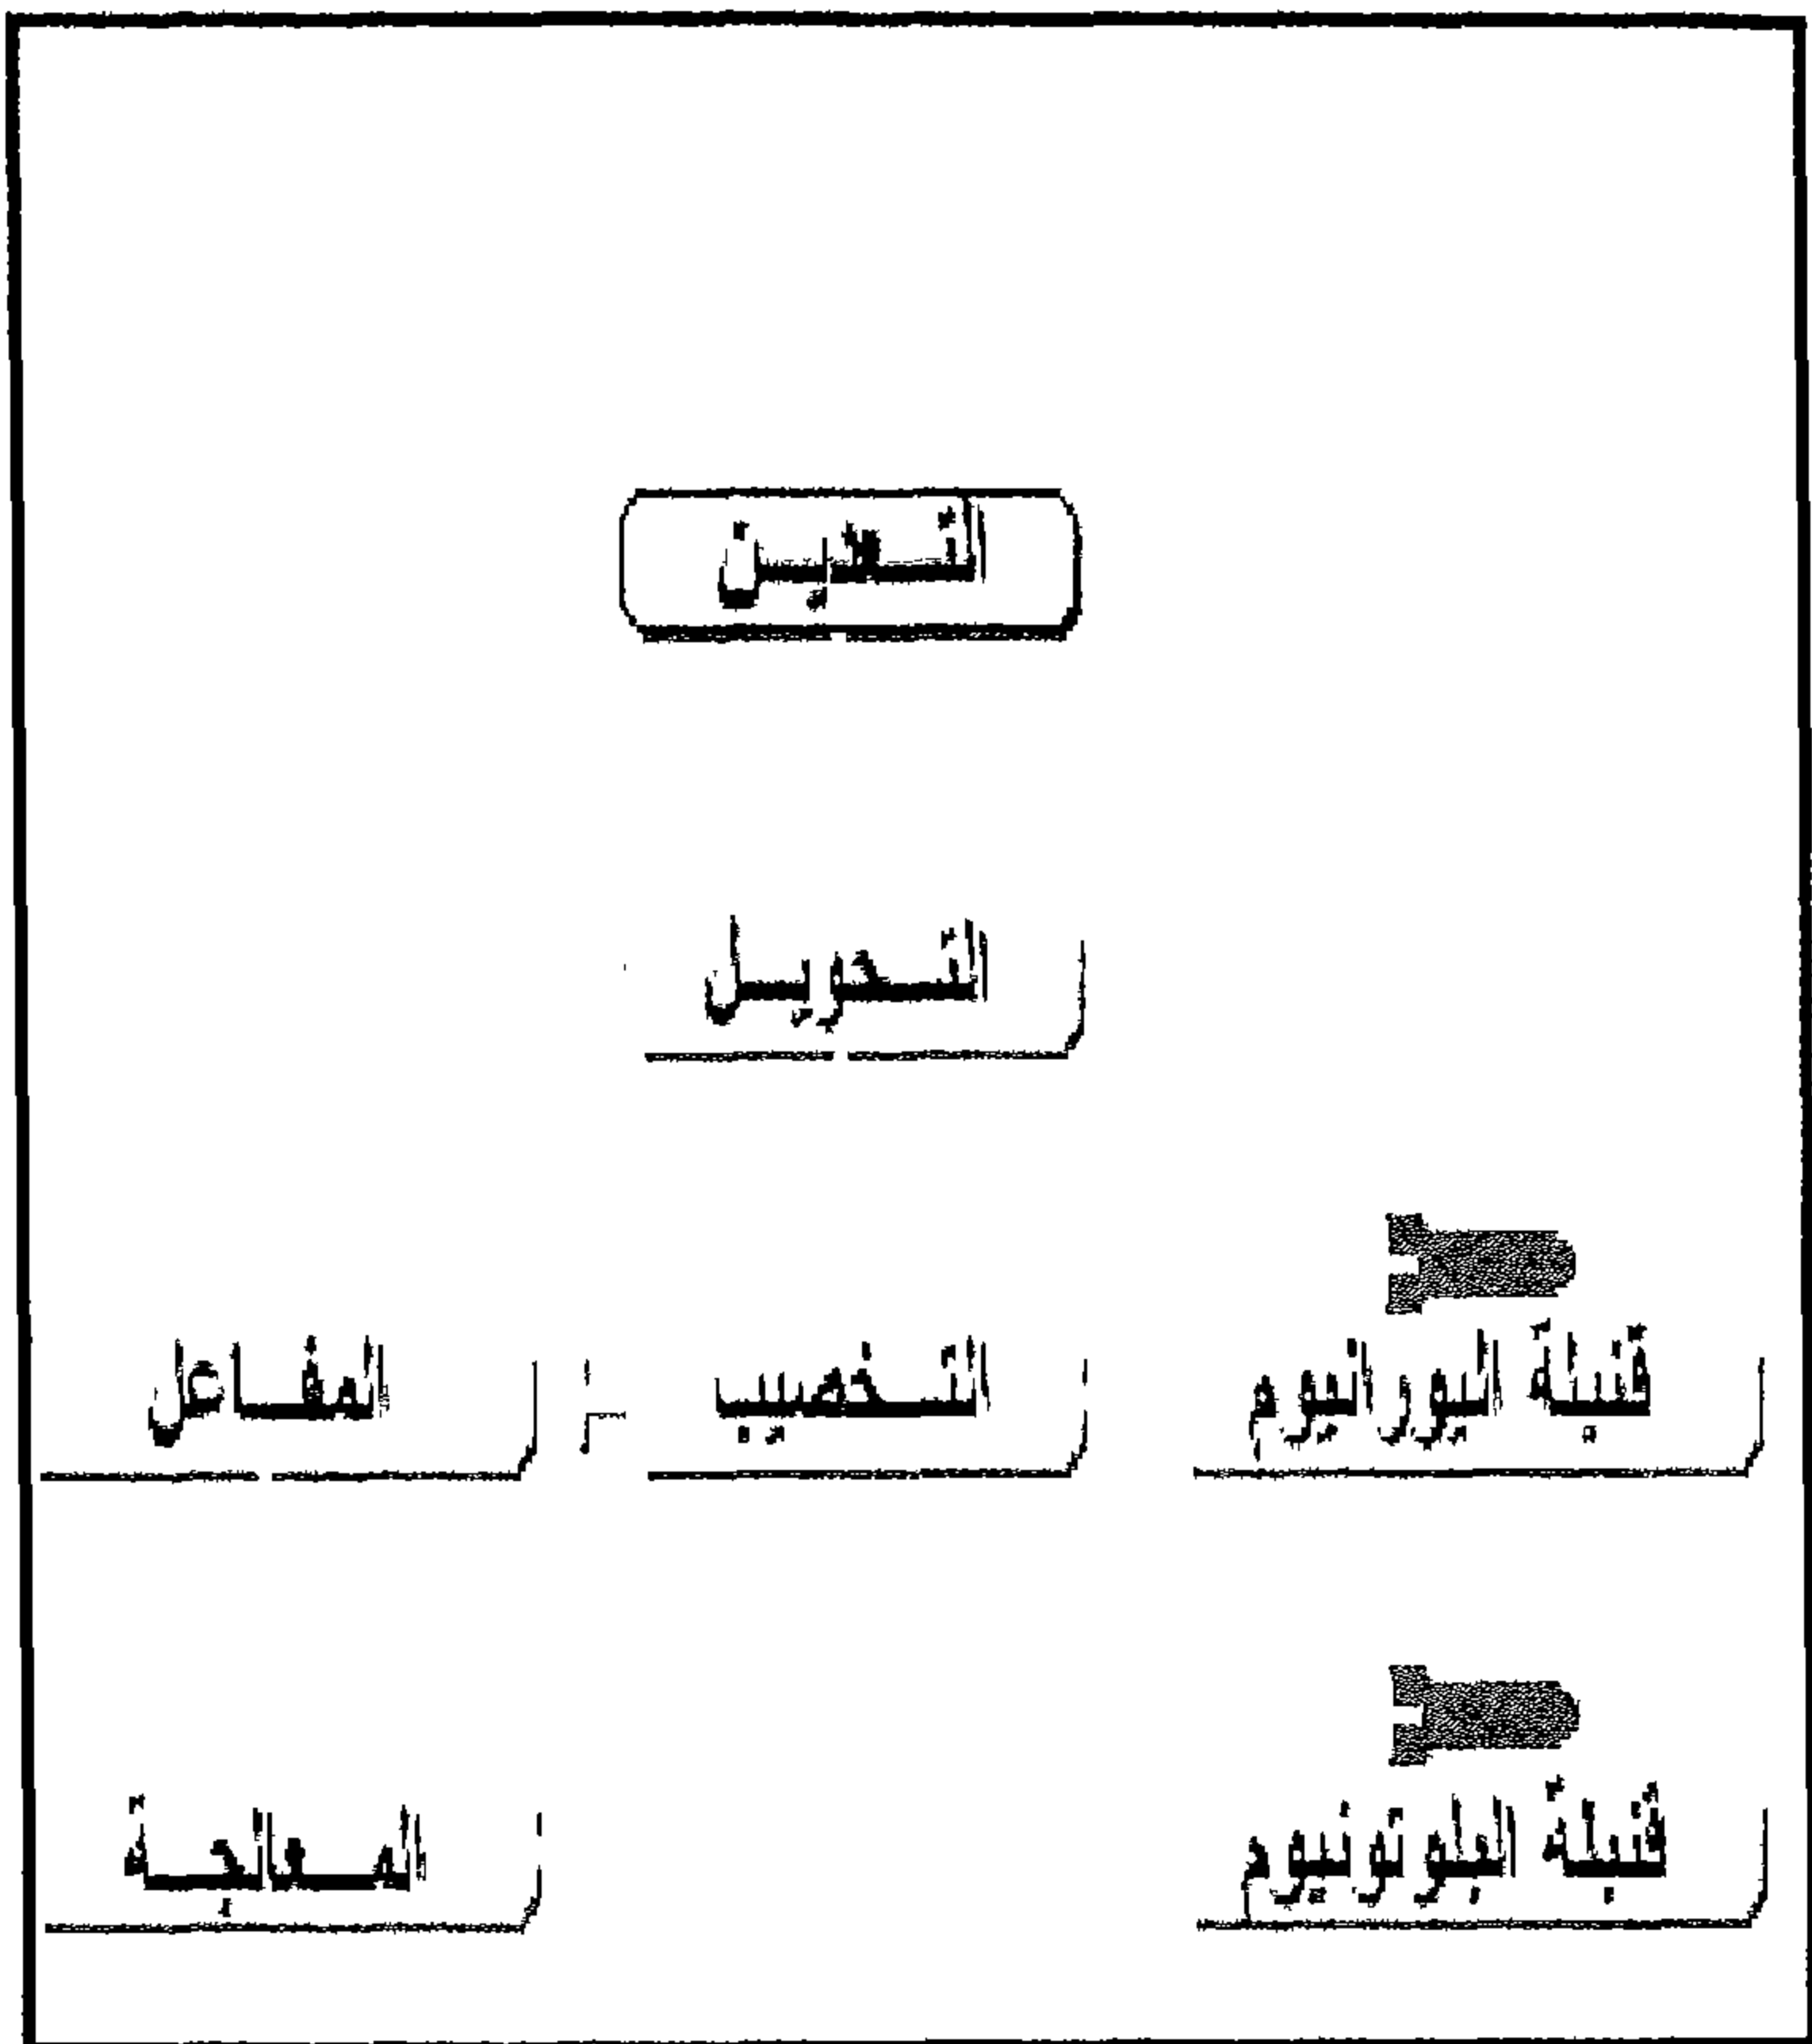 التعدين
التحويل
قنبلة اليورانيوم
التخصيب
المفاعل
قنبلة البلوتونيوم
المعالجة